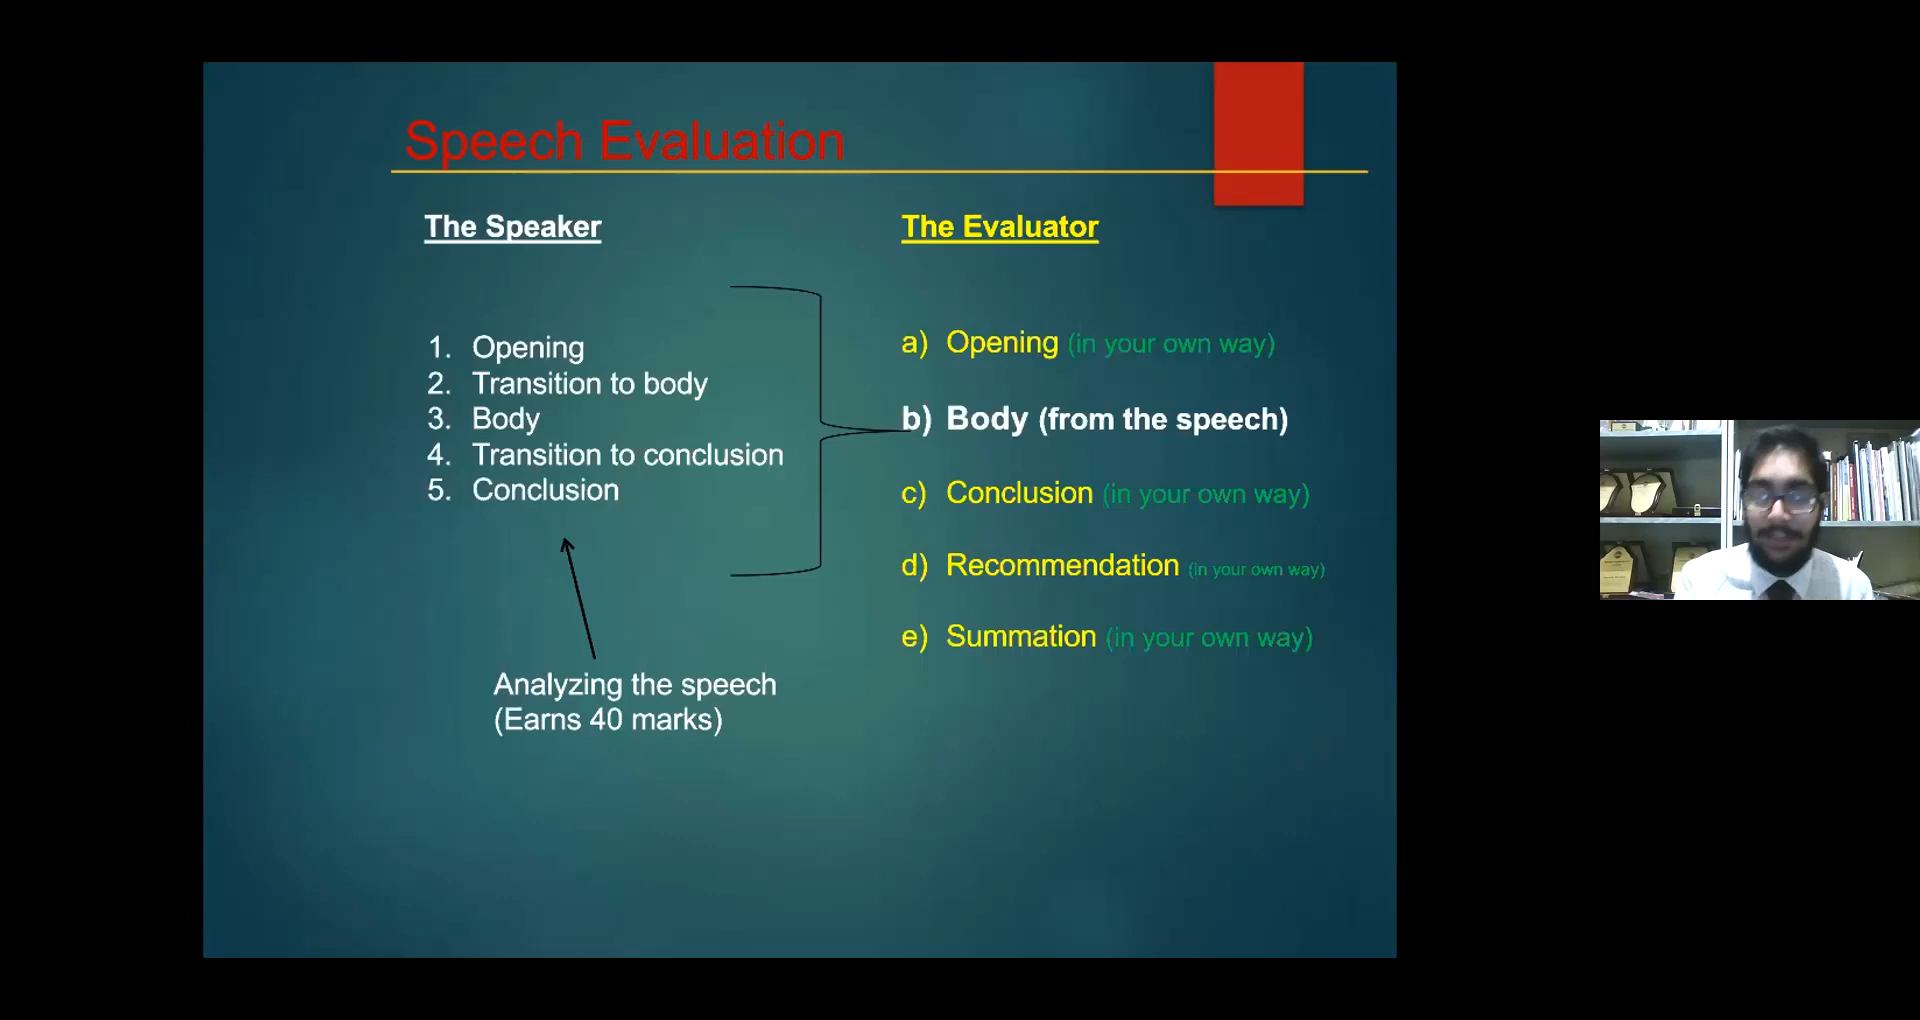 Speech Evaluation
The Speaker
1. Opening
2. Transition to body
3. Body
4. Transition to conclusion
5. Conclusion
Analyzing the speech
(Earns 40 marks)
The Evaluator
a) Opening (in your own way)
b) Body (from the speech)
c) Conclusion (in your own way)
d) Recommendation (in your own way)
e) Summation (in your own way)